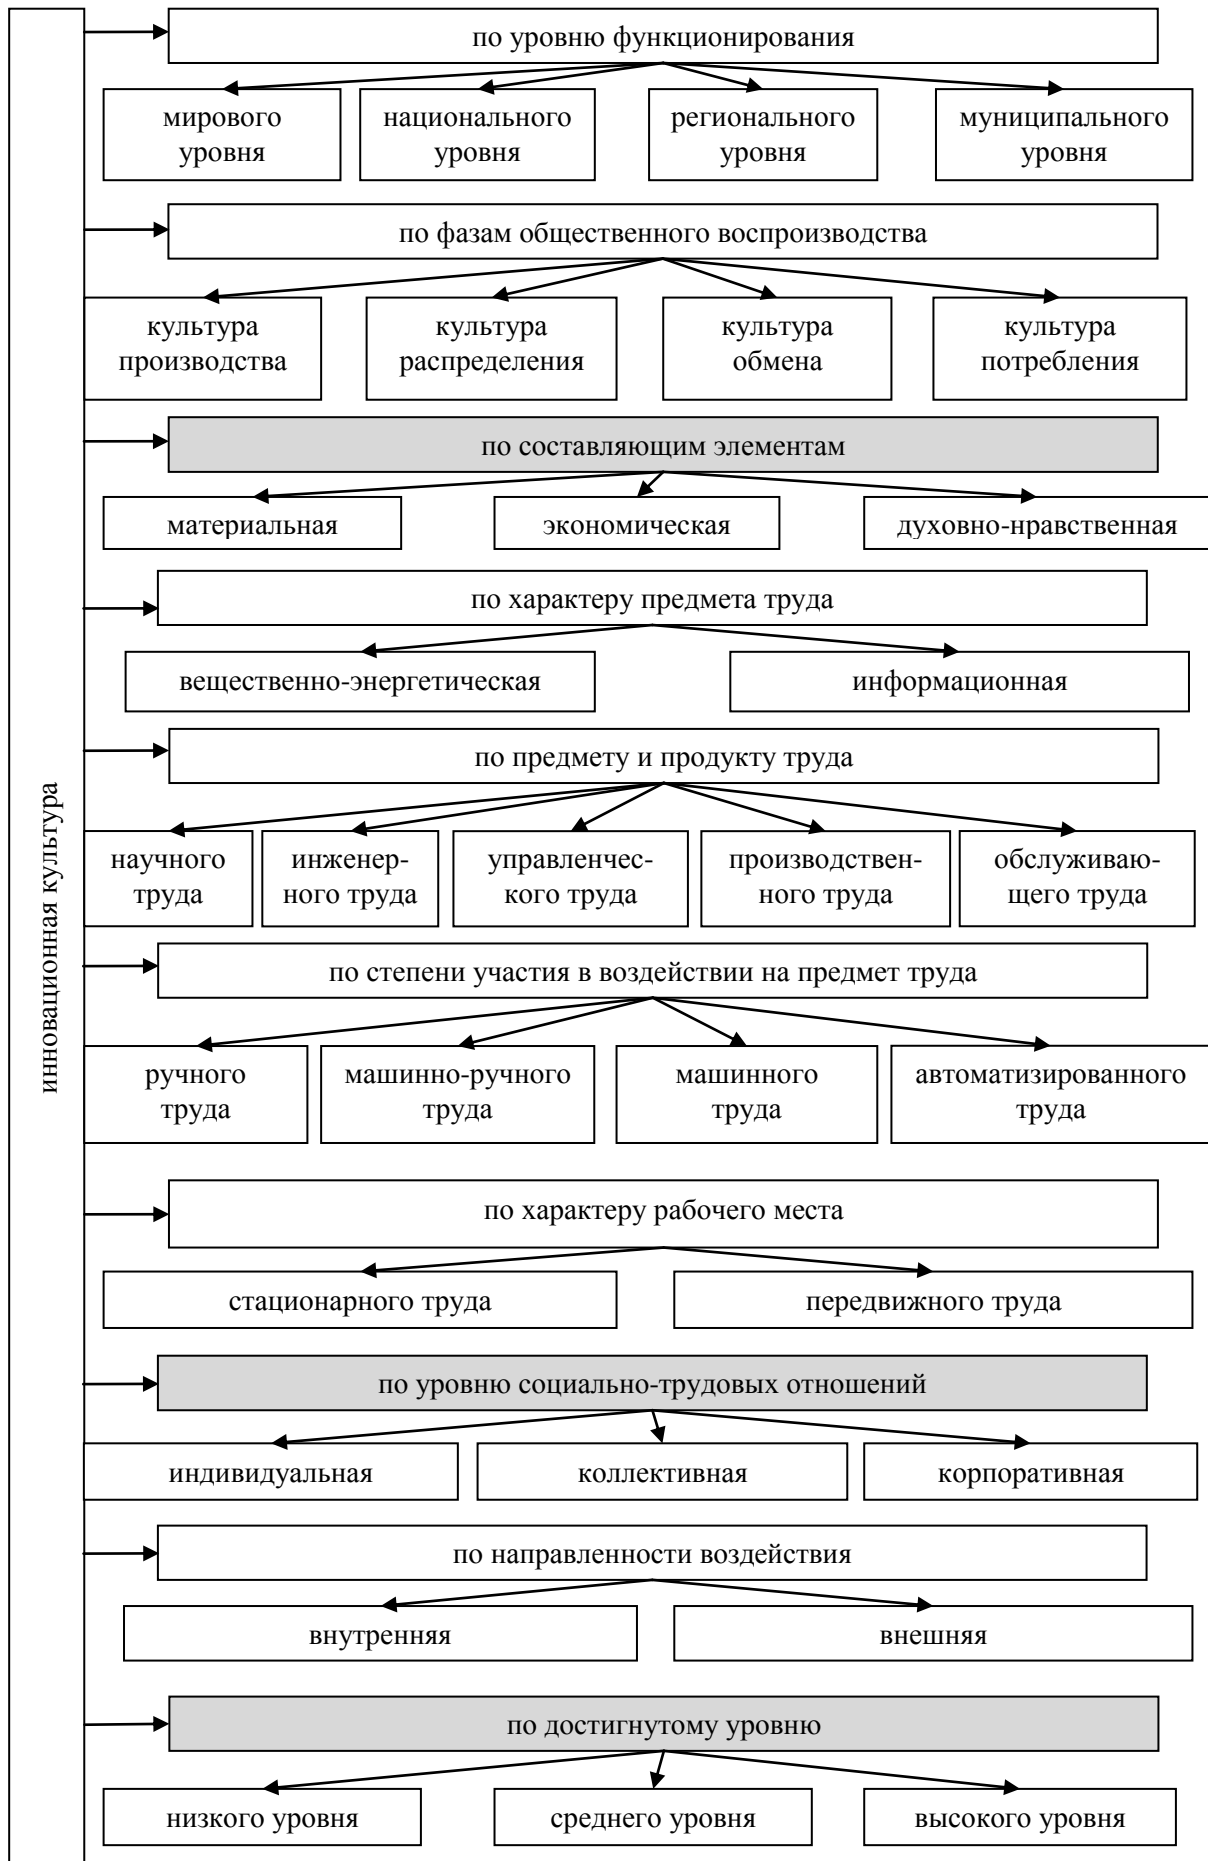 инновационная культура
по уровню функционирования
мирового
уровня
национального
уровня
регионального
уровня
муниципального
уровня
по фазам общественного воспроизводства
культура
производства
культура
распределения
культура
обмена
культура
потребления
по составляющим элементам
материальная
экономическая
духовно-нравственная
по характеру предмета труда
вещественно-энергетическая
информационная
по предмету и продукту труда
научного
труда
инженер-
ного труда
управленчес-
кого труда
производствен-
ного труда
обслуживаю-
щего труда
по степени участия в воздействии на предмет труда
ручного
труда
машинно-ручного
труда
машинного
труда
автоматизированного
труда
по характеру рабочего места
стационарного труда
передвижного труда
по уровню социально-трудовых отношений
индивидуальная
коллективная
корпоративная
по направленности воздействия
внутренняя
внешняя
по достигнутому уровню
низкого уровня
среднего уровня
высокого уровня